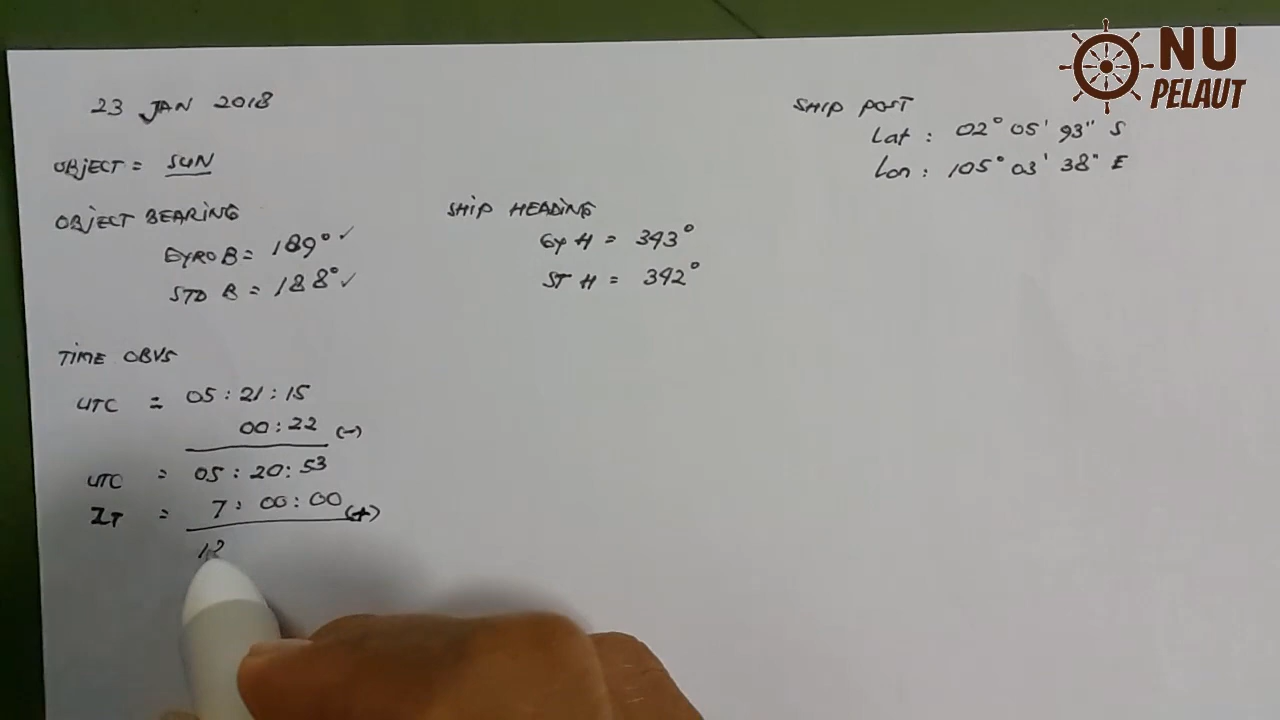 NU
PELAUT
23 JAN 2018
OBJECT = SUN
OBJECT BEARING
GYRO B = 189° ✓
STD B = 188° ✓
SHIP HEADING
GY H = 343°
ST H = 342°
SHIP POST
Lat : 02° 05' 93" S
Lon : 105° 03' 38" E
TIME OBVS
UTC = 05 : 21 : 15
00 : 22 (-)
UTC = 05 : 20 : 53
ZT = 7 : 00 : 00 (+)
12